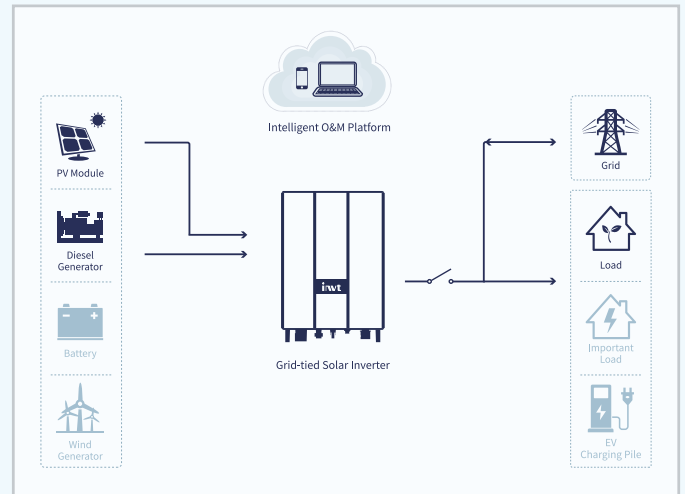 Intelligent O&M Platform
PV Module
Diesel
Generator
Battery
Wind
Generator
invt
Grid-tied Solar Inverter
Grid
Load
Important
Load
EV
Charging Pile